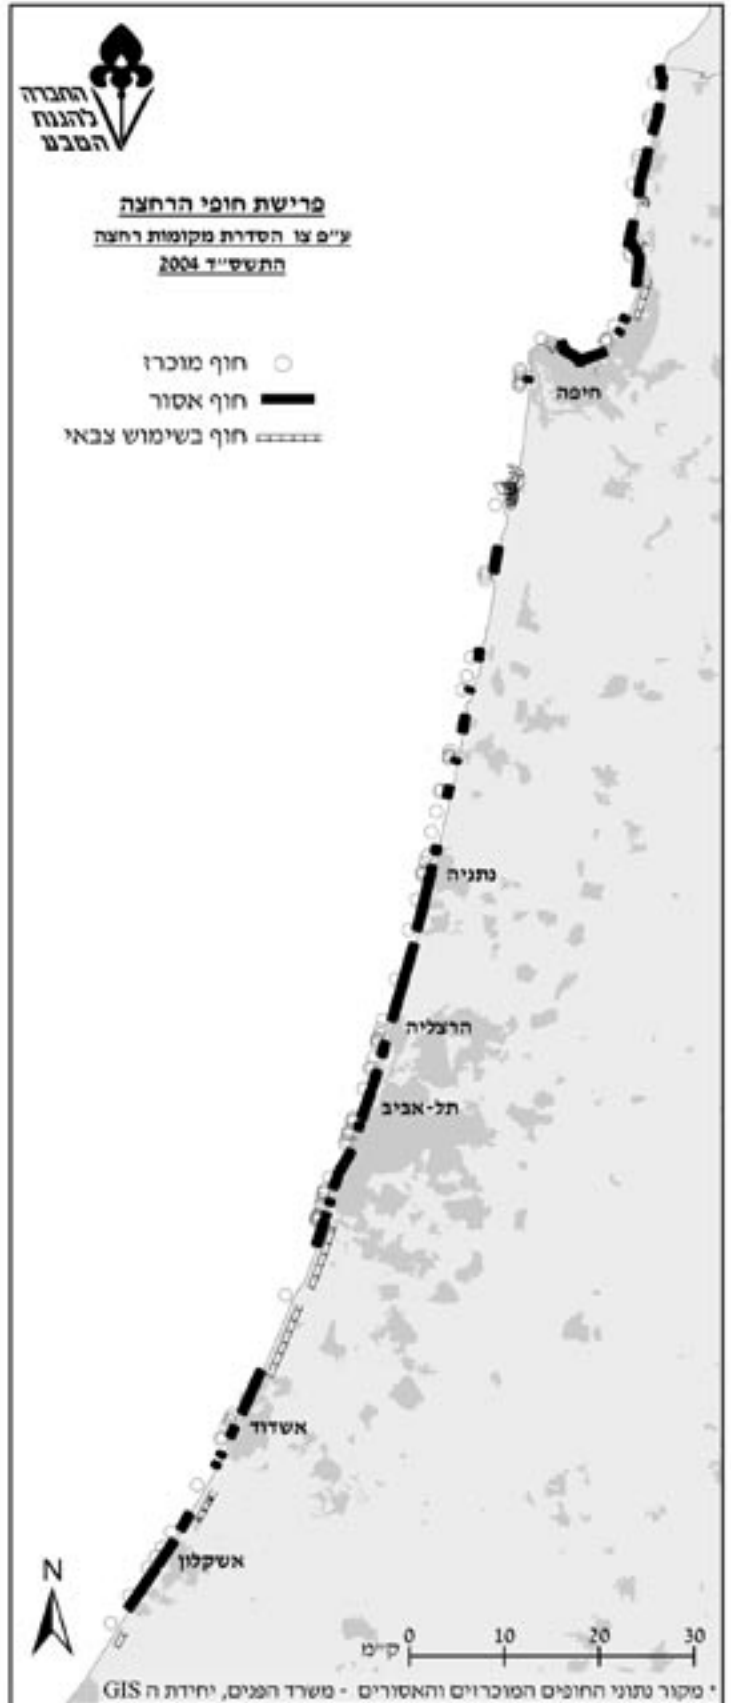 החברה
להגנת
הטבע
פרישת חופי הרחצה
ע״פ צו הסדרת מקומות רחצה
התשס״ד 2004
חוף מוכרז
חוף אסור
חוף בשימוש צבאי
חיפה
נתניה
הרצליה
תל-אביב
אשדוד
אשקלון
N
0 10 20 30
ק״מ
* מקור נתוני החופים המוכרזים והאסורים - משרד הפנים, יחידת ה GIS